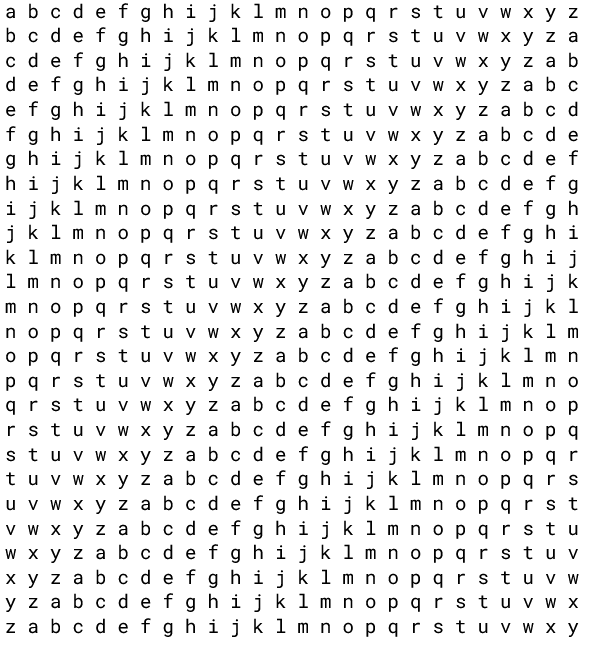 a b c d e f g h i j k l m n o p q r s t u v w x y z
b c d e f g h i j k l m n o p q r s t u v w x y z a
c d e f g h i j k l m n o p q r s t u v w x y z a b
d e f g h i j k l m n o p q r s t u v w x y z a b c
e f g h i j k l m n o p q r s t u v w x y z a b c d
f g h i j k l m n o p q r s t u v w x y z a b c d e
g h i j k l m n o p q r s t u v w x y z a b c d e f
h i j k l m n o p q r s t u v w x y z a b c d e f g
i j k l m n o p q r s t u v w x y z a b c d e f g h
j k l m n o p q r s t u v w x y z a b c d e f g h i
k l m n o p q r s t u v w x y z a b c d e f g h i j
l m n o p q r s t u v w x y z a b c d e f g h i j k
m n o p q r s t u v w x y z a b c d e f g h i j k l
n o p q r s t u v w x y z a b c d e f g h i j k l m
o p q r s t u v w x y z a b c d e f g h i j k l m n
p q r s t u v w x y z a b c d e f g h i j k l m n o
q r s t u v w x y z a b c d e f g h i j k l m n o p
r s t u v w x y z a b c d e f g h i j k l m n o p q
s t u v w x y z a b c d e f g h i j k l m n o p q r
t u v w x y z a b c d e f g h i j k l m n o p q r s
u v w x y z a b c d e f g h i j k l m n o p q r s t
v w x y z a b c d e f g h i j k l m n o p q r s t u
w x y z a b c d e f g h i j k l m n o p q r s t u v
x y z a b c d e f g h i j k l m n o p q r s t u v w
y z a b c d e f g h i j k l m n o p q r s t u v w x
z a b c d e f g h i j k l m n o p q r s t u v w x y